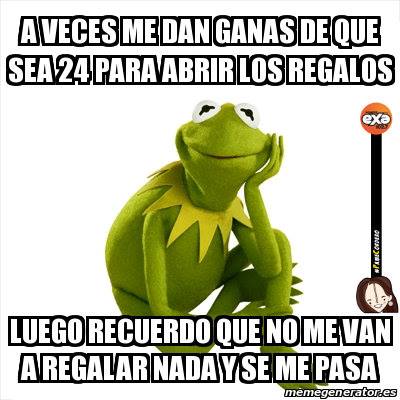 A VECES ME DAN GANAS DE QUE
SEA 24 PARA ABRIR LOS REGALOS
exa
#PAMECORDERO
LUEGO RECUERDO QUE NO ME VAN
A REGALAR NADA Y SE ME PASA
memegenerator.es